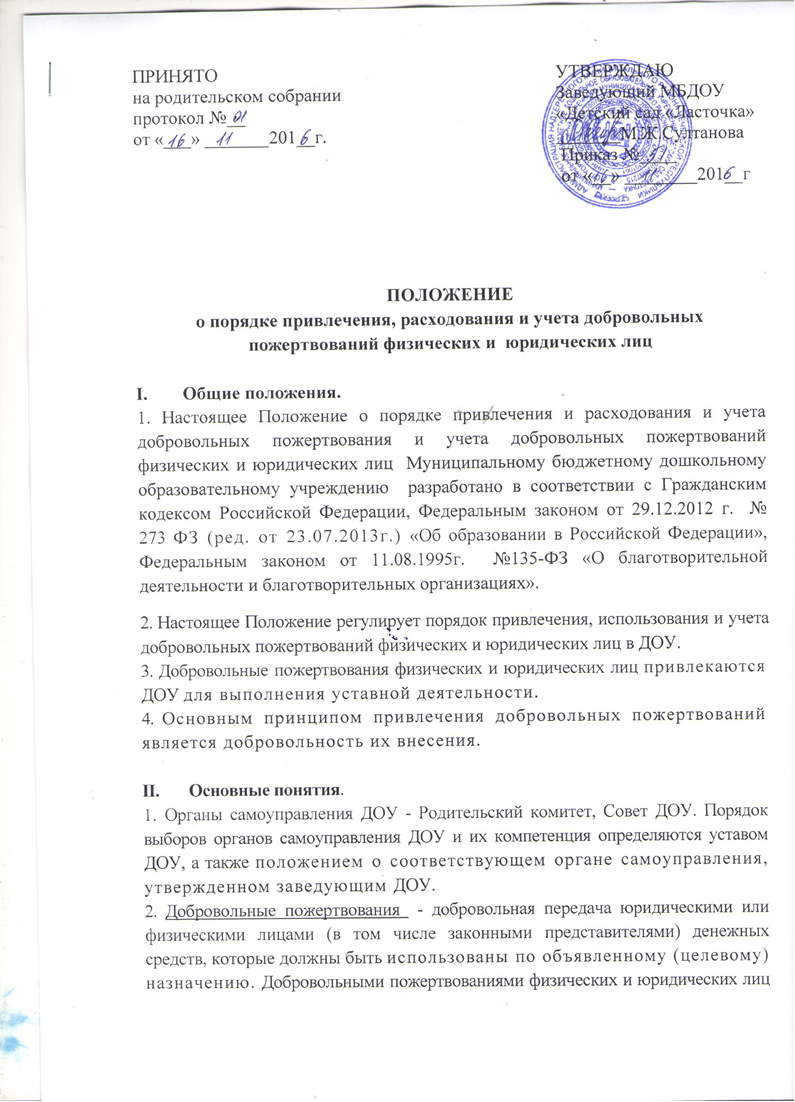 ПРИНЯТО
на родительском собрании
протокол № 01
от «16» 11 2016 г.
УТВЕРЖДАЮ
Заведующий МБДОУ
«Детский сад «Ласточка»
М.Ж.Султанова
Приказ №
от «16» 11 2016 г
ПОЛОЖЕНИЕ
о порядке привлечения, расходования и учета добровольных
пожертвований физических и юридических лиц
I. Общие положения.
1. Настоящее Положение о порядке привлечения и расходования и учета
добровольных пожертвования и учета добровольных пожертвований
физических и юридических лиц Муниципальному бюджетному дошкольному
образовательному учреждению разработано в соответствии с Гражданским
кодексом Российской Федерации, Федеральным законом от 29.12.2012 г. №
273 ФЗ (ред. от 23.07.2013г.) «Об образовании в Российской Федерации»,
Федеральным законом от 11.08.1995г. №135-ФЗ «О благотворительной
деятельности и благотворительных организациях».
2. Настоящее Положение регулирует порядок привлечения, использования и учета
добровольных пожертвований физических и юридических лиц в ДОУ.
3. Добровольные пожертвования физических и юридических лиц привлекаются
ДОУ для выполнения уставной деятельности.
4. Основным принципом привлечения добровольных пожертвований
является добровольность их внесения.
II. Основные понятия.
1. Органы самоуправления ДОУ - Родительский комитет, Совет ДОУ. Порядок
выборов органов самоуправления ДОУ и их компетенция определяются уставом
ДОУ, а также положением о соответствующем органе самоуправления,
утвержденном заведующим ДОУ.
2. Добровольные пожертвования - добровольная передача юридическими или
физическими лицами (в том числе законными представителями) денежных
средств, которые должны быть использованы по объявленному (целевому)
назначению. Добровольными пожертвованиями физических и юридических лиц